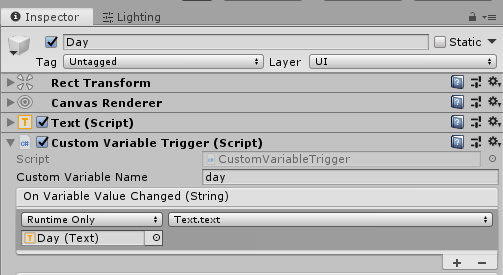 Inspector Lighting
Day Static
Tag Untagged Layer UI
Rect Transform
Canvas Renderer
Text (Script)
Custom Variable Trigger (Script)
Script CustomVariableTrigger
Custom Variable Name day
On Variable Value Changed (String)
Runtime Only Text.text
Day (Text)